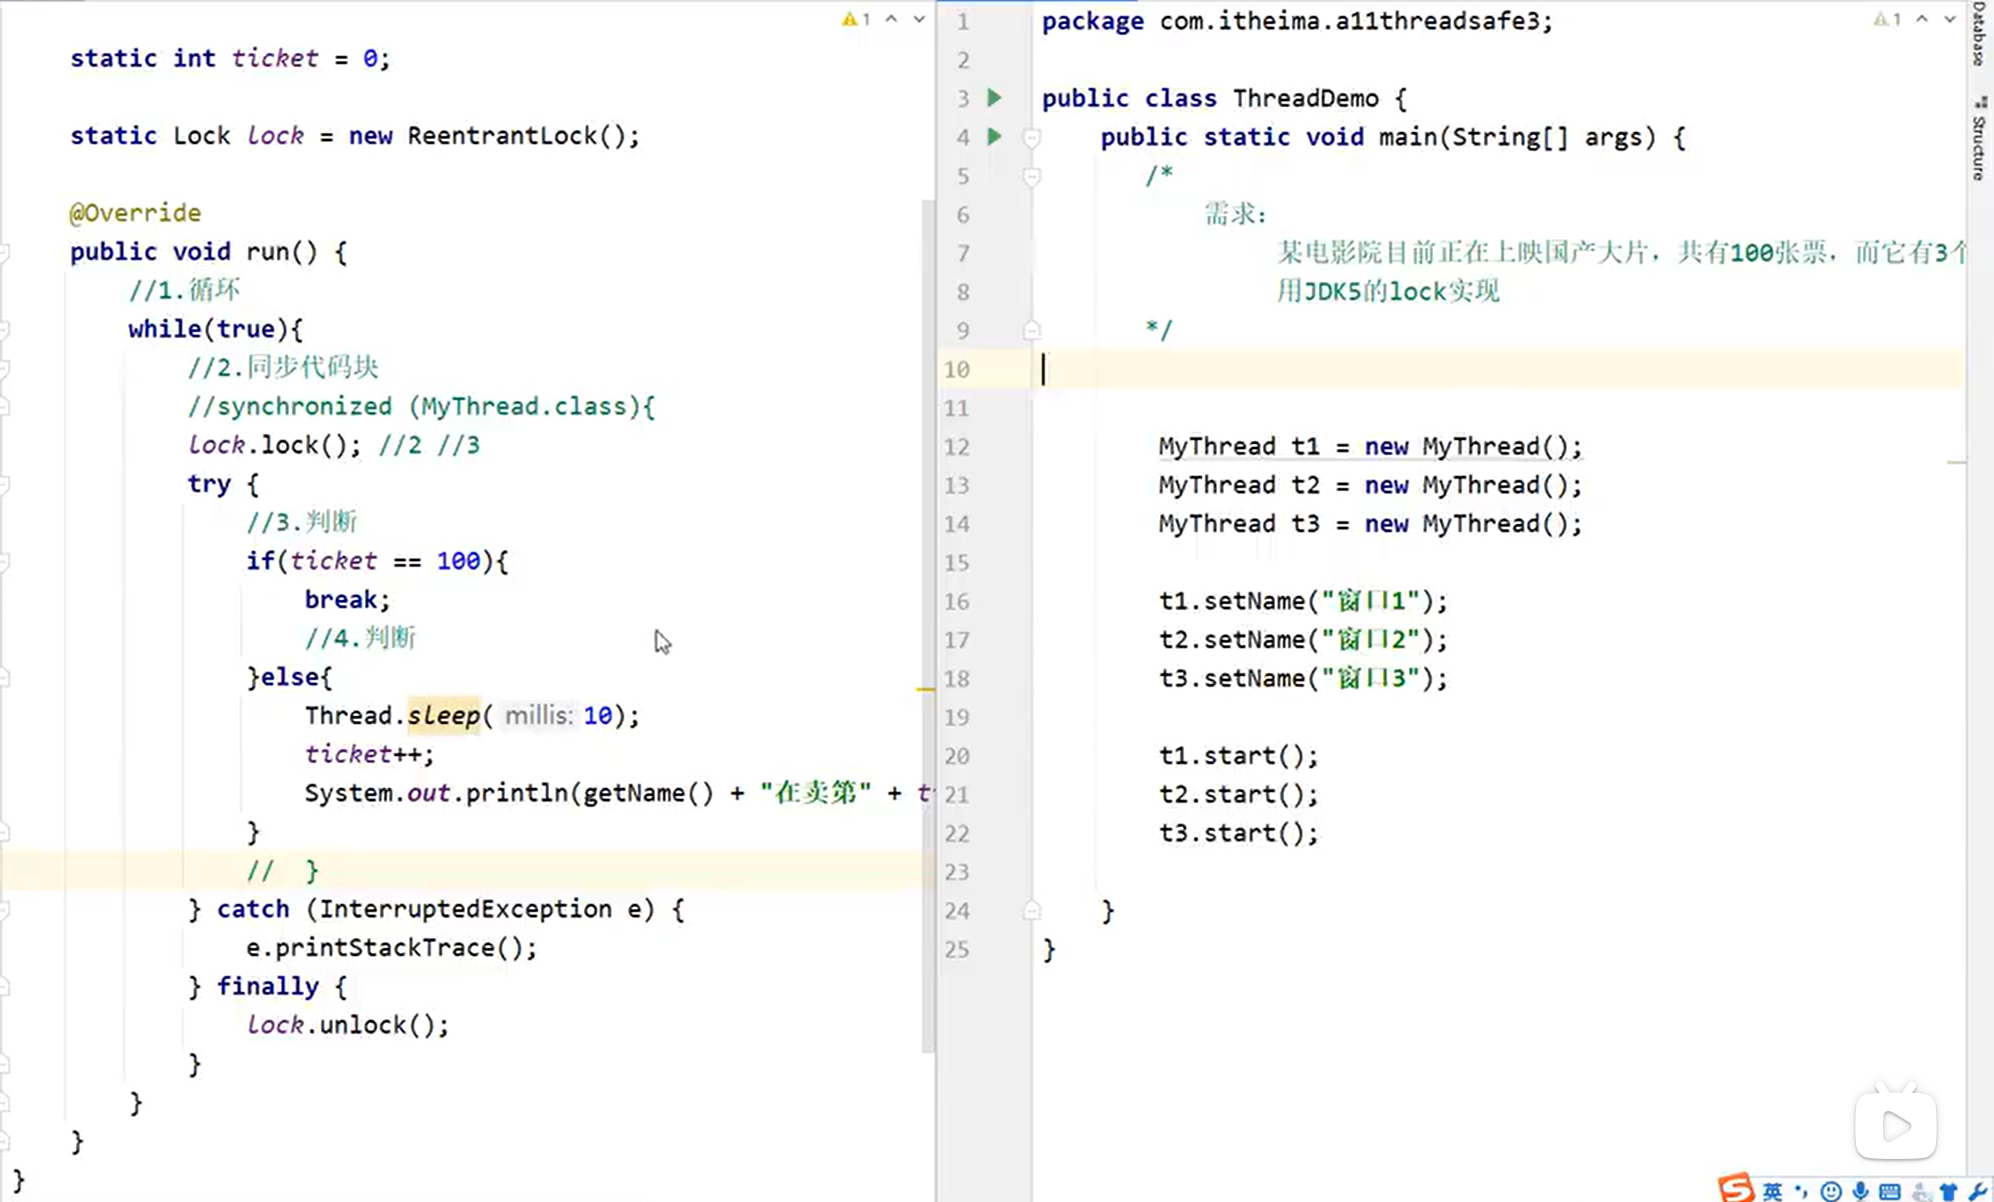 static int ticket = 0;
static Lock lock = new ReentrantLock();
@Override
public void run() {
//1.循环
while(true){
//2.同步代码块
//synchronized (MyThread.class){
lock.lock(); //2 //3
try {
//3.判断
if(ticket == 100){
break;
//4.判断
}else{
Thread.sleep( millis: 10);
ticket++;
System.out.println(getName() + "在卖第" + t
}
// }
} catch (InterruptedException e) {
e.printStackTrace();
} finally {
lock.unlock();
}
}
}
}
1
1 package com.itheima.a11threadsafe3;
2
3 public class ThreadDemo {
4 public static void main(String[] args) {
5 /*
6 需求:
7 某电影院目前正在上映国产大片，共有100张票，而它有3个
8 用JDK5的lock实现
9 */
10
11
12 MyThread t1 = new MyThread();
13 MyThread t2 = new MyThread();
14 MyThread t3 = new MyThread();
15
16 t1.setName("窗口1");
17 t2.setName("窗口2");
18 t3.setName("窗口3");
19
20 t1.start();
21 t2.start();
22 t3.start();
23
24 }
25 }
1
Database
Structure
英